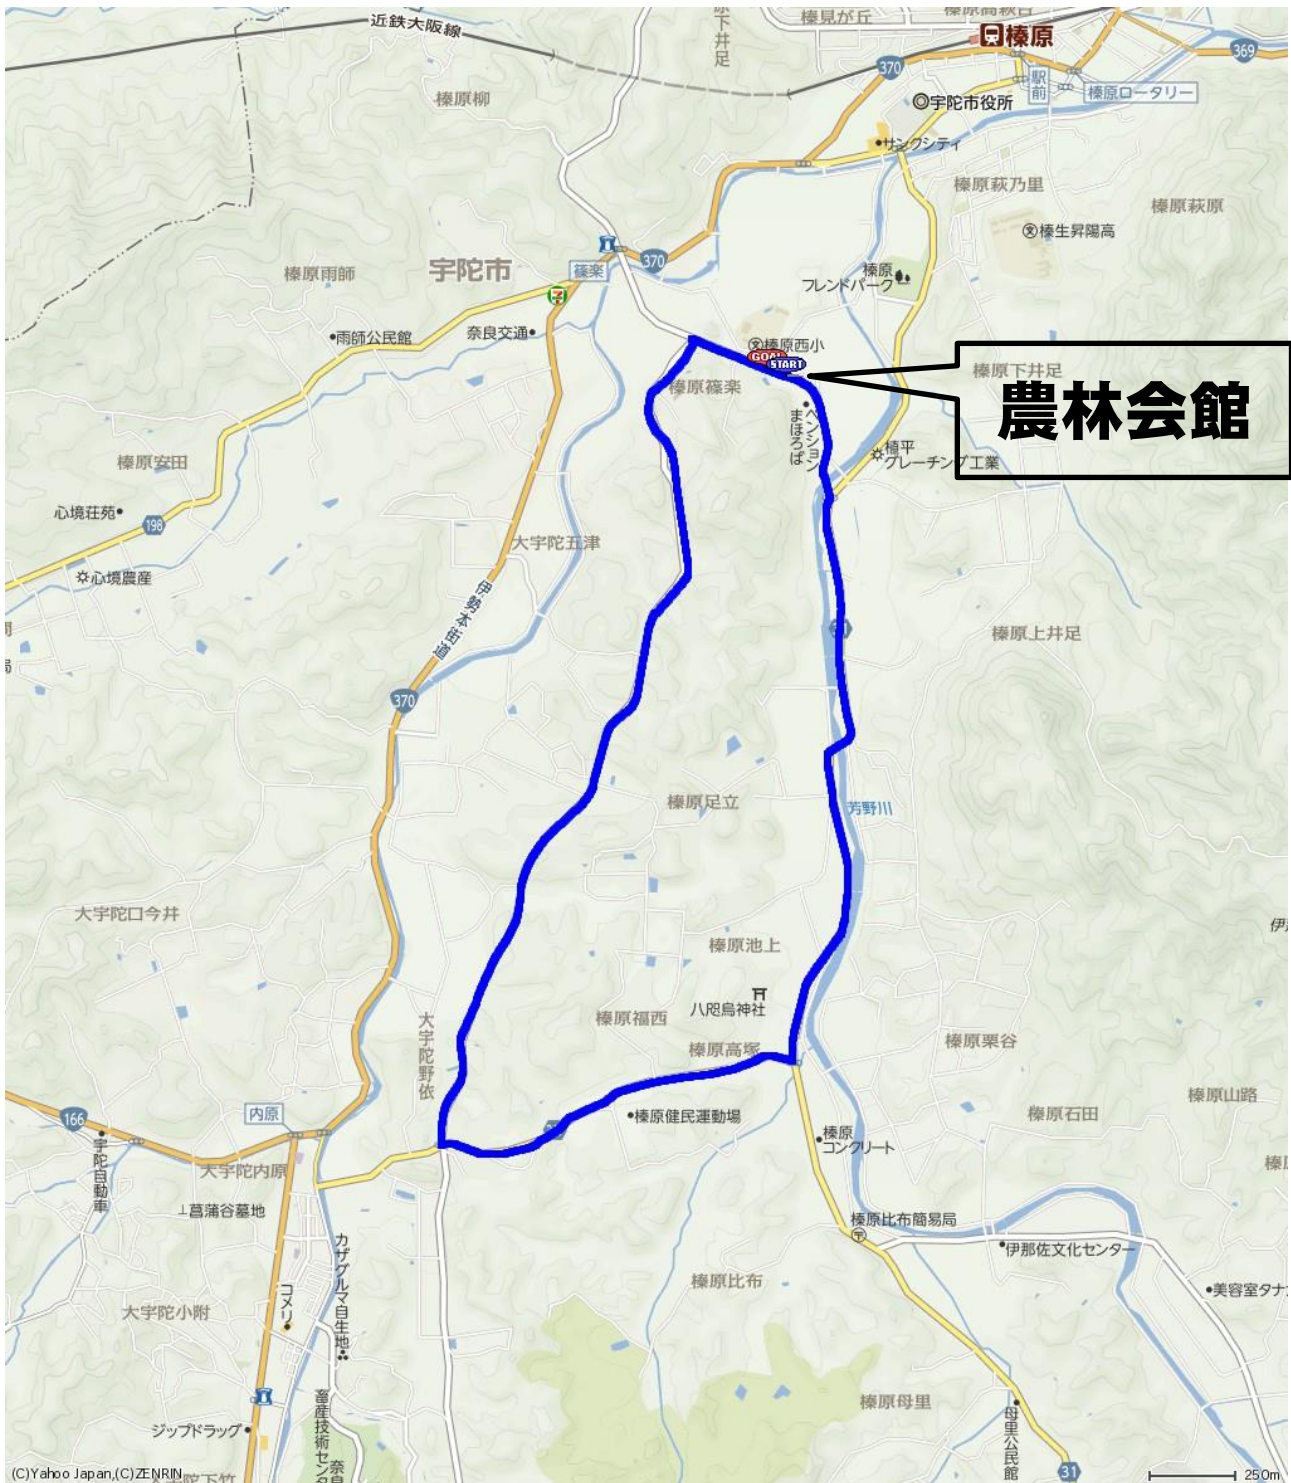 近鉄大阪線
榛見が丘
原下井足
榛原
369
370
駅前
榛原ロータリー
榛原柳
宇陀市役所
サンクシティ
榛原萩乃里
榛原萩原
榛生昇陽高
370
宇陀市
篠楽
榛原雨師
榛原
フレンドパーク
雨師公民館
奈良交通
榛原西小
GOAL
START
榛原篠楽
榛原下井足
農林会館
ペンション
まほろば
植平
グレーチング工業
榛原安田
心境荘苑
198
心境農産
大宇陀五津
伊勢本街道
榛原上井足
370
榛原足立
芳野川
大宇陀口今井
榛原池上
八咫烏神社
榛原福西
大宇陀野依
榛原高塚
榛原栗谷
榛原山路
榛原石田
166
内原
榛原健民運動場
榛原
コンクリート
宇陀自動車
大宇陀内原
菖蒲谷墓地
榛原比布簡易局
伊那佐文化センター
カザグルマ自生地
コメリ
榛原比布
美容室タナ
大宇陀小附
榛原母里
母里公民館
ジップドラッグ
畜産技術セン
奈
大宇陀下竹
31
(C)Yahoo Japan,(C)ZENRIN
250m